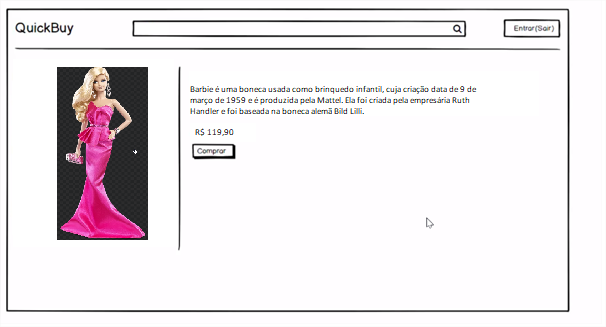 QuickBuy
Entrar(Sair)
Barbie é uma boneca usada como brinquedo infantil, cuja criação data de 9 de
março de 1959 e é produzida pela Mattel. Ela foi criada pela empresária Ruth
Handler e foi baseada na boneca alemã Bild Lilli.
R$ 119,90
Comprar